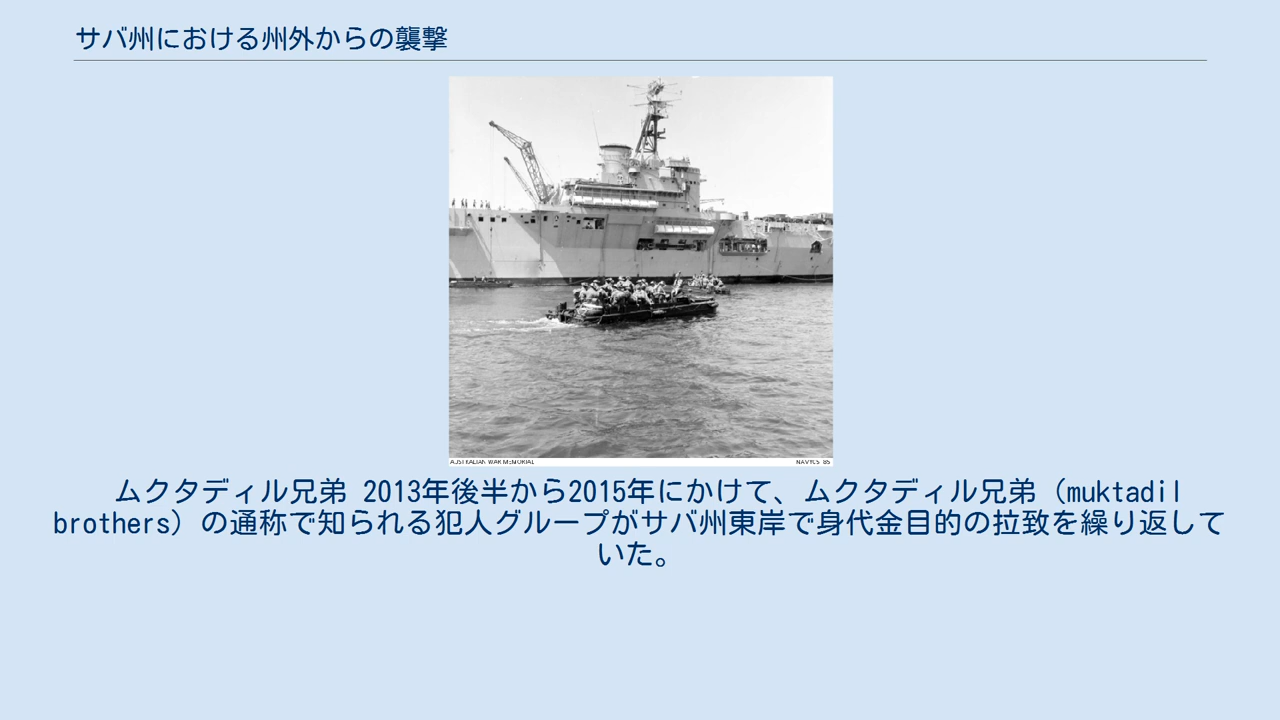 サバ州における州外からの襲撃
AUSTRALIAN WAR MEMORIAL
ムクタディル兄弟 2013年後半から2015年にかけて、ムクタディル兄弟（muktadil
brothers）の通称で知られる犯人グループがサバ州東岸で身代金目的の拉致を繰り返して
いた。